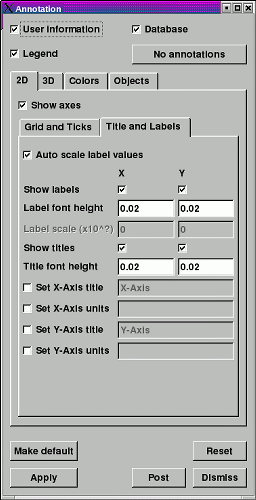 Annotation
User information Database
Legend No annotations
2D 3D Colors Objects
Show axes
Grid and Ticks Title and Labels
Auto scale label values
X Y
Show labels
Label font height 0.02 0.02
Label scale (x10^?) 0 0
Show titles
Title font height 0.02 0.02
Set X-Axis title X-Axis
Set X-Axis units
Set Y-Axis title Y-Axis
Set Y-Axis units
Make default Reset
Apply Post Dismiss